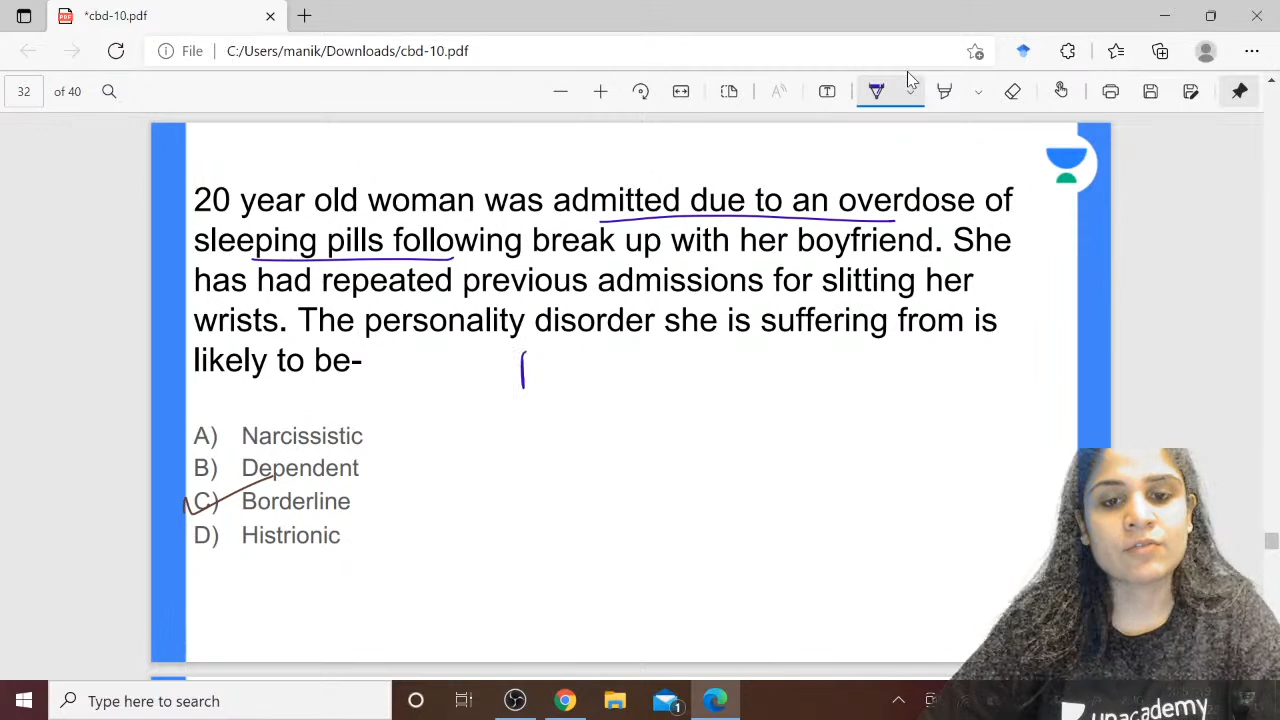 *cbd-10.pdf
File
C:/Users/manik/Downloads/cbd-10.pdf
32 of 40
20 year old woman was admitted due to an overdose of
sleeping pills following break up with her boyfriend. She
has had repeated previous admissions for slitting her
wrists. The personality disorder she is suffering from is
likely to be-
A) Narcissistic
B) Dependent
C) Borderline
D) Histrionic
unacademy
Type here to search
1